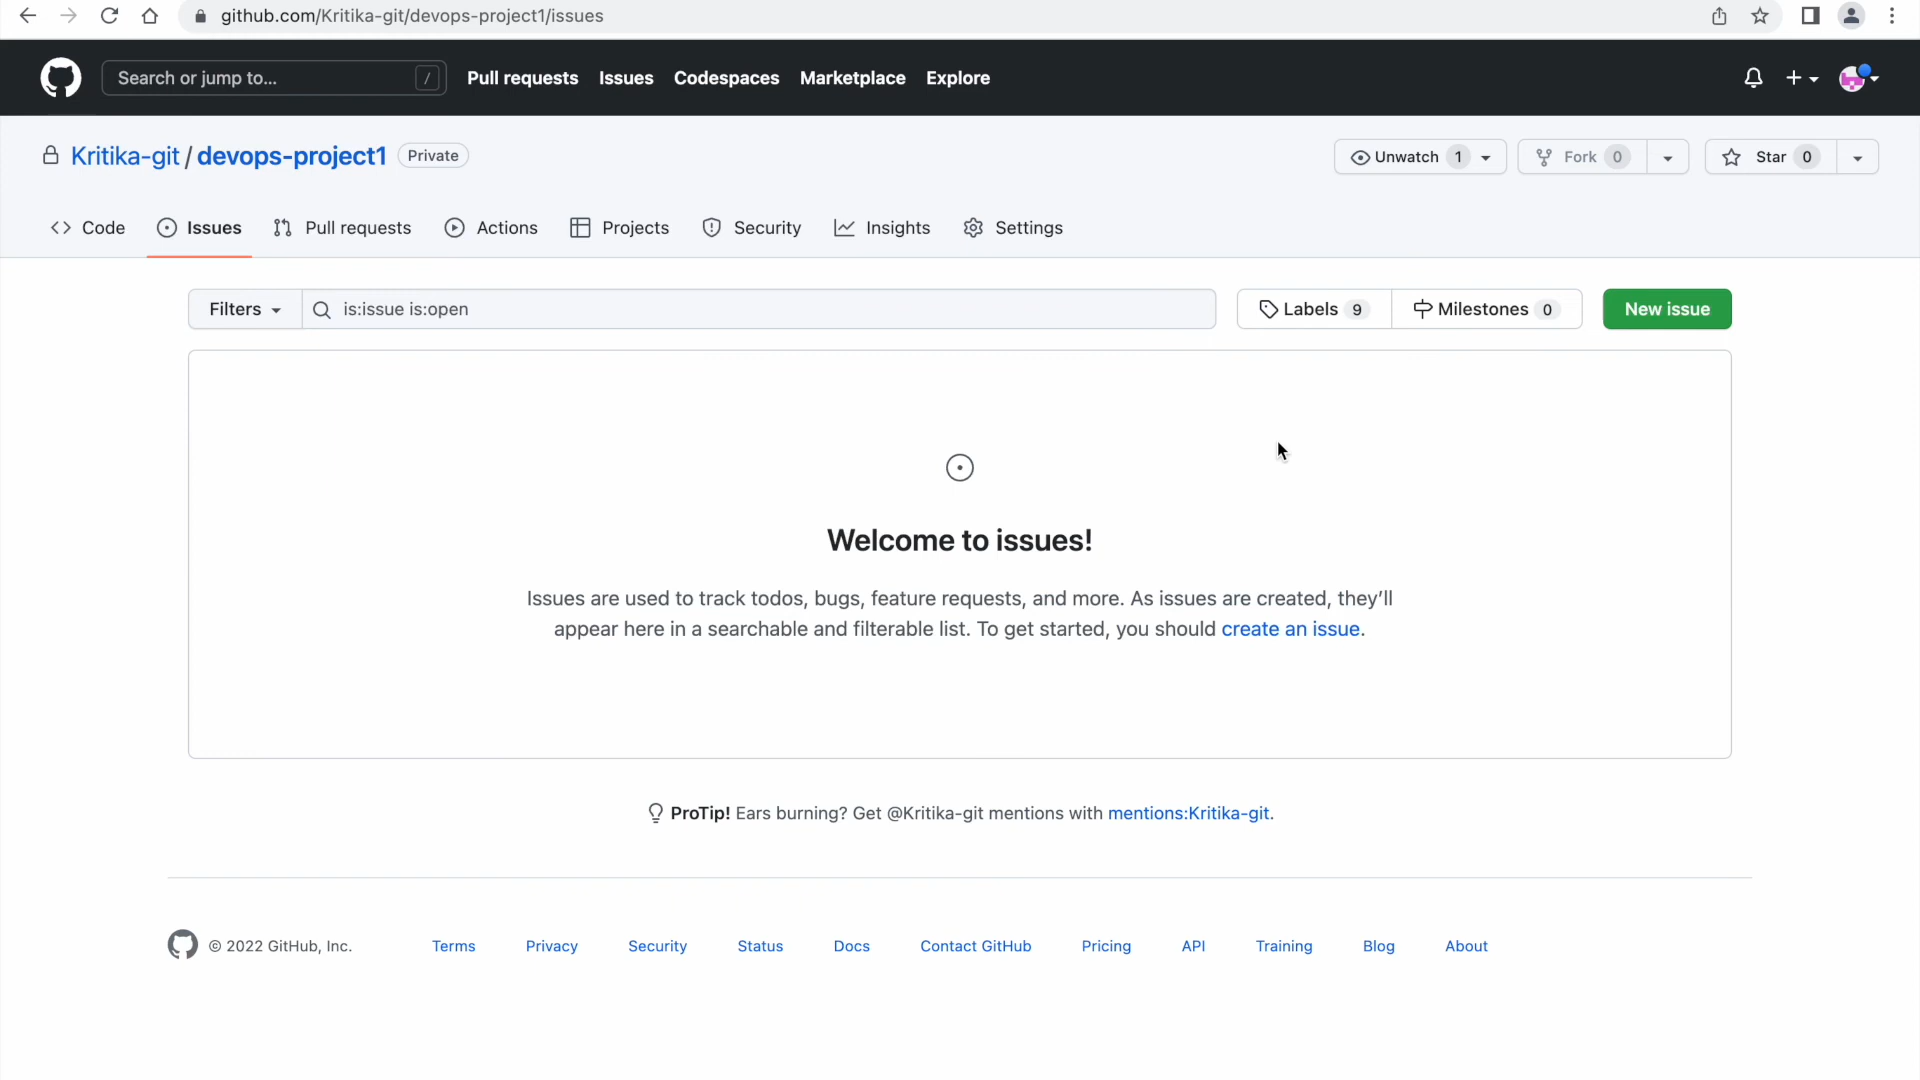 github.com/Kritika-git/devops-project1/issues
Search or jump to... / Pull requests Issues Codespaces Marketplace Explore
Kritika-git / devops-project1 Private Unwatch 1 Fork 0 Star 0
Code Issues Pull requests Actions Projects Security Insights Settings
Filters is:issue is:open Labels 9 Milestones 0 New issue
Welcome to issues!
Issues are used to track todos, bugs, feature requests, and more. As issues are created, they’ll
appear here in a searchable and filterable list. To get started, you should create an issue.
ProTip! Ears burning? Get @Kritika-git mentions with mentions:Kritika-git.
© 2022 GitHub, Inc. Terms Privacy Security Status Docs Contact GitHub Pricing API Training Blog About